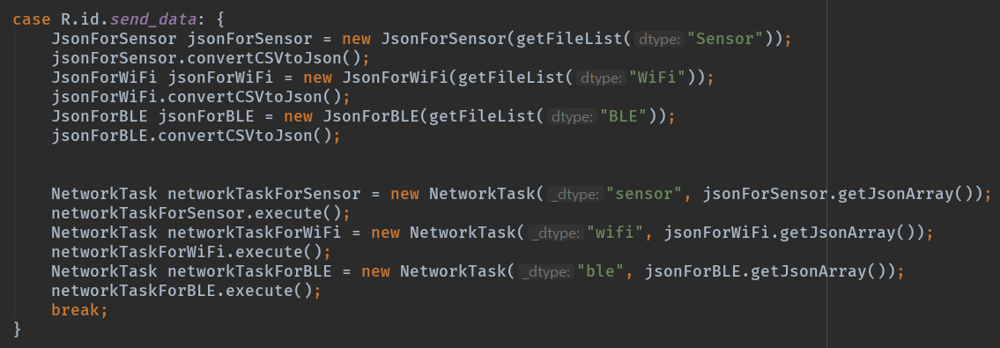 case R.id.send_data: {
    JsonForSensor jsonForSensor = new JsonForSensor(getFileList( dtype: "Sensor"));
    jsonForSensor.convertCSVtoJson();
    JsonForWiFi jsonForWiFi = new JsonForWiFi(getFileList( dtype: "WiFi"));
    jsonForWiFi.convertCSVtoJson();
    JsonForBLE jsonForBLE = new JsonForBLE(getFileList( dtype: "BLE"));
    jsonForBLE.convertCSVtoJson();
    NetworkTask networkTaskForSensor = new NetworkTask( _dtype: "sensor", jsonForSensor.getJsonArray());
    networkTaskForSensor.execute();
    NetworkTask networkTaskForWiFi = new NetworkTask( _dtype: "wifi", jsonForWiFi.getJsonArray());
    networkTaskForWiFi.execute();
    NetworkTask networkTaskForBLE = new NetworkTask( _dtype: "ble", jsonForBLE.getJsonArray());
    networkTaskForBLE.execute();
    break;
}